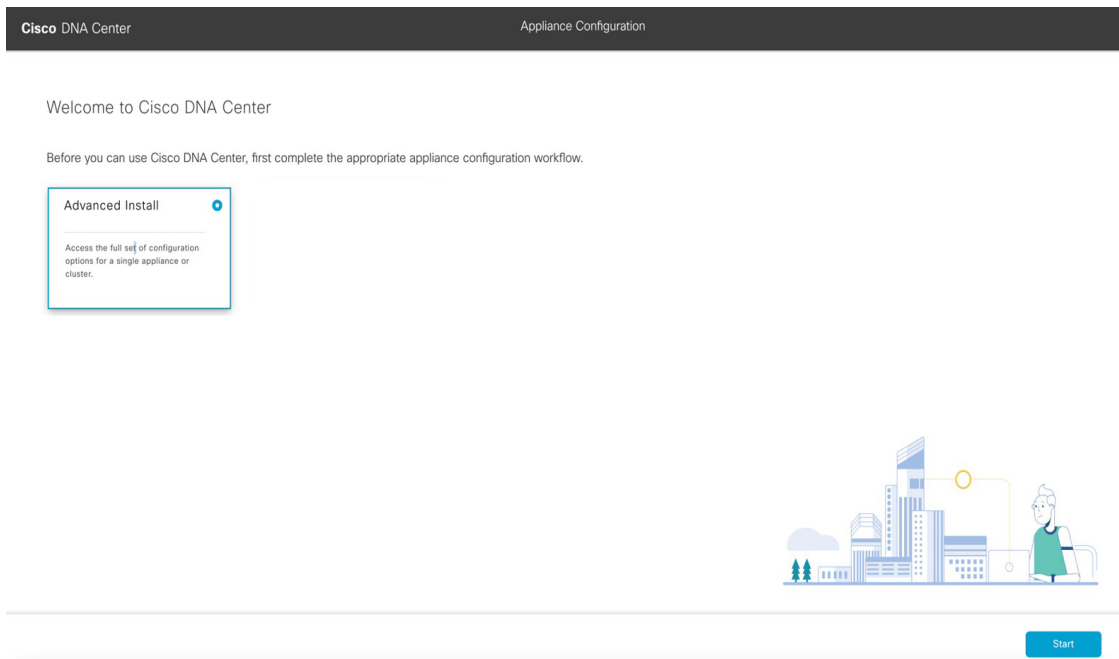 Cisco DNA Center
Appliance Configuration
Welcome to Cisco DNA Center
Before you can use Cisco DNA Center, first complete the appropriate appliance configuration workflow.
Advanced Install
Access the full set of configuration
options for a single appliance or
cluster.
Start